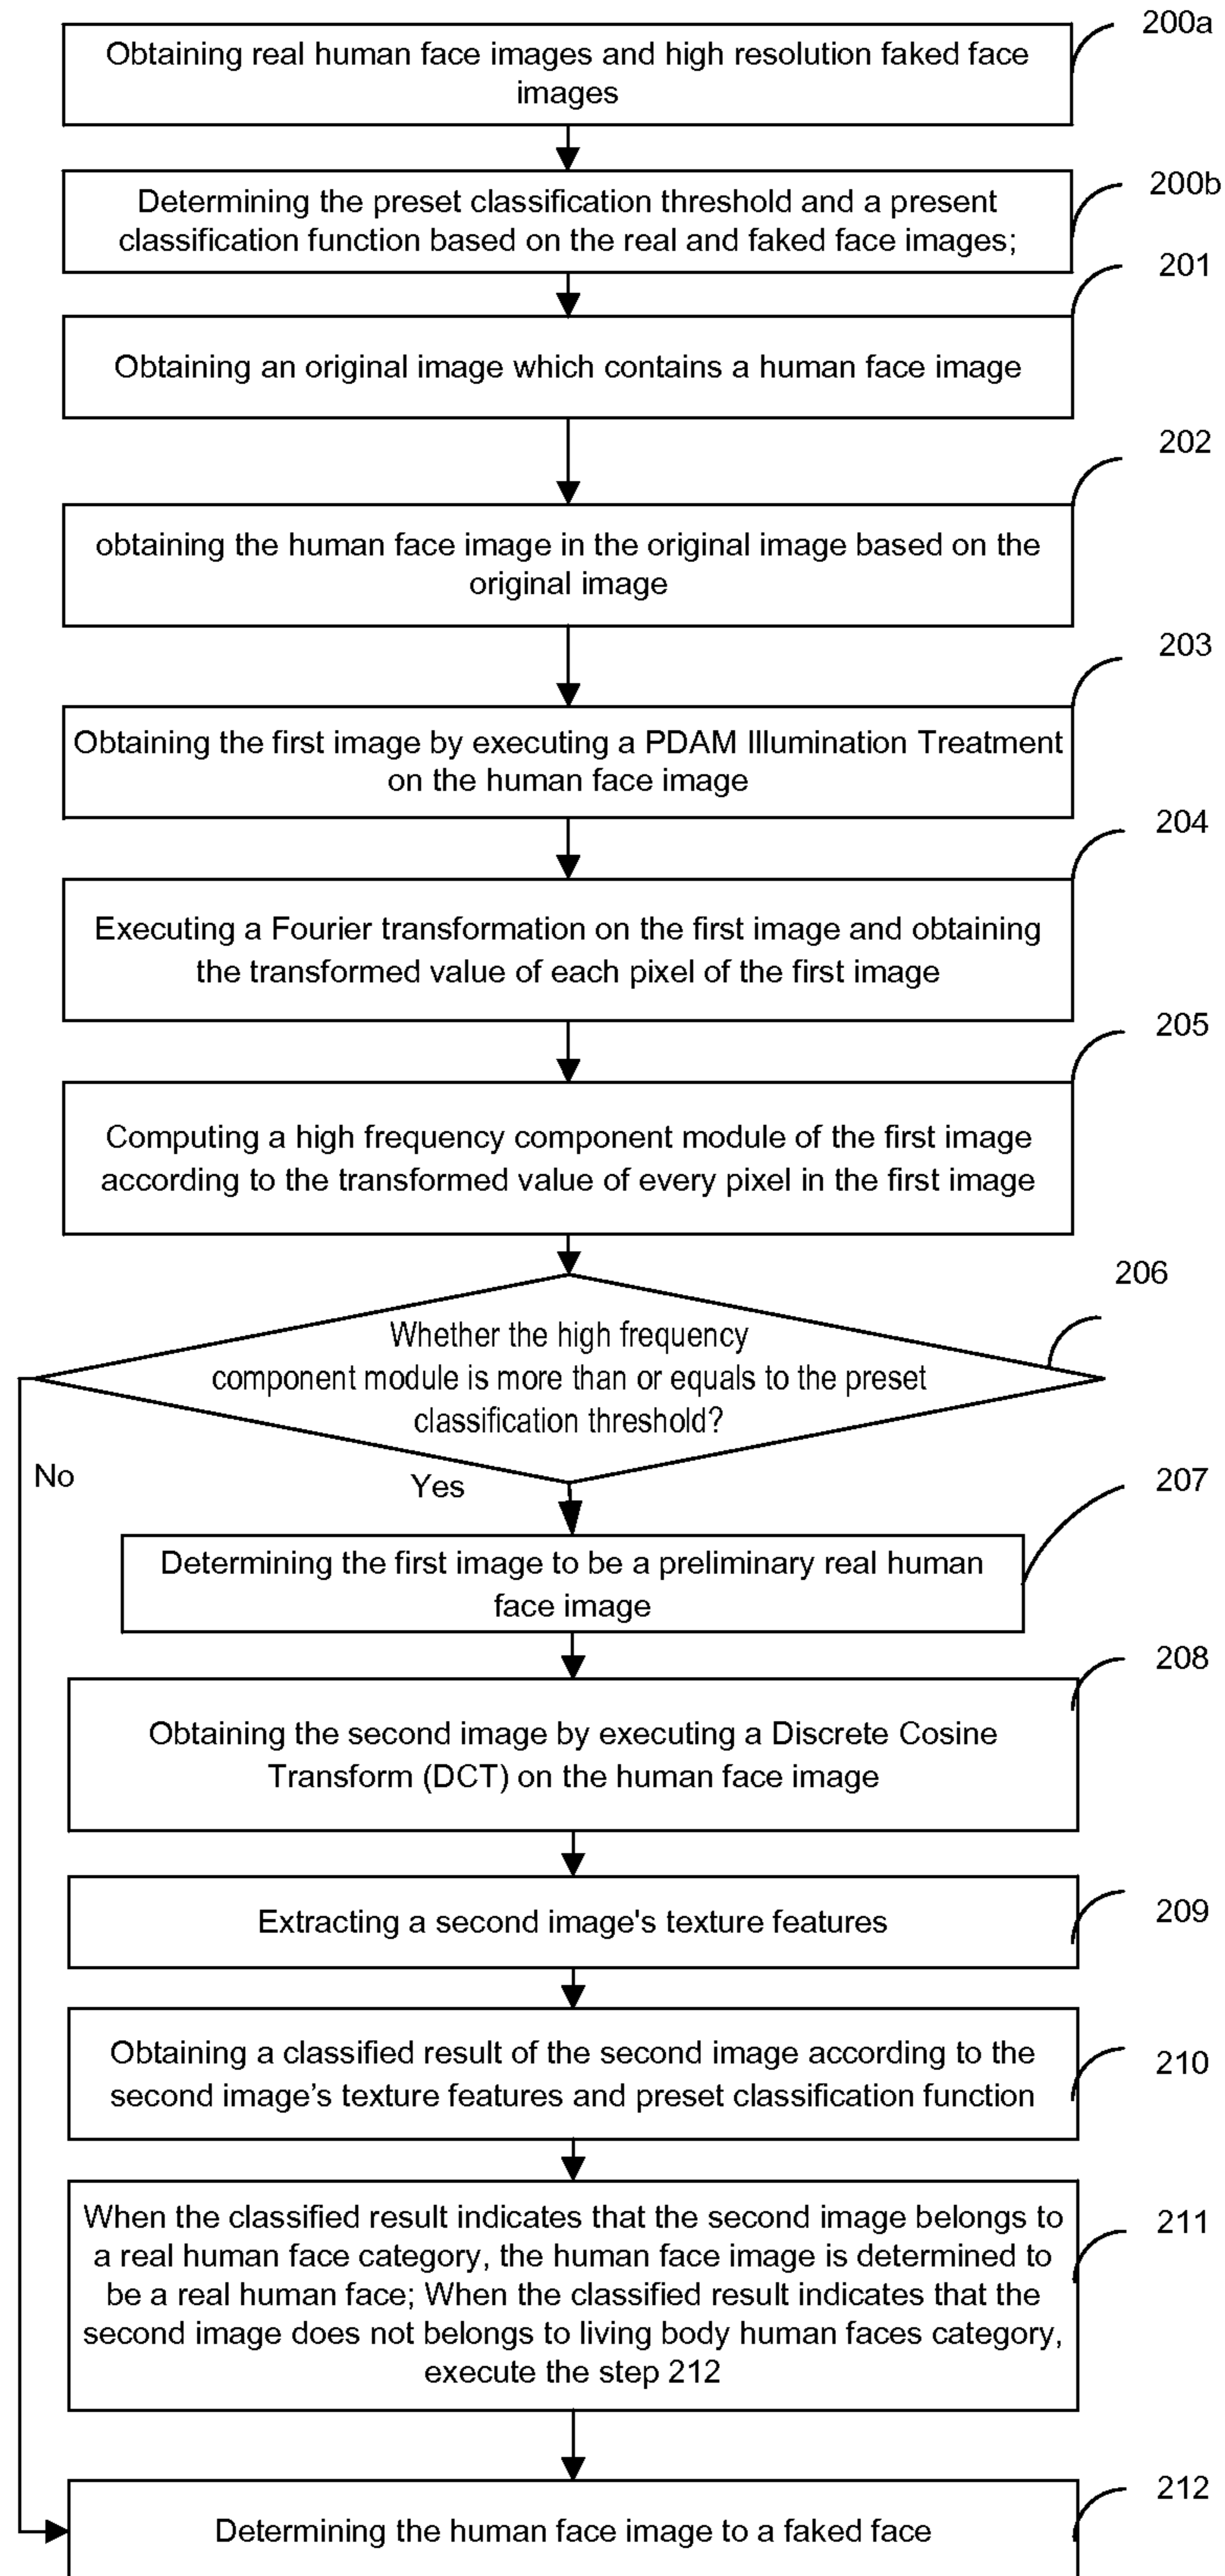 200a
Obtaining real human face images and high resolution faked face
images
200b
Determining the preset classification threshold and a present
classification function based on the real and faked face images;
201
Obtaining an original image which contains a human face image
202
obtaining the human face image in the original image based on the
original image
203
Obtaining the first image by executing a PDAM Illumination Treatment
on the human face image
204
Executing a Fourier transformation on the first image and obtaining
the transformed value of each pixel of the first image
205
Computing a high frequency component module of the first image
according to the transformed value of every pixel in the first image
206
Whether the high frequency
component module is more than or equals to the preset
classification threshold?
No
Yes
207
Determining the first image to be a preliminary real human
face image
208
Obtaining the second image by executing a Discrete Cosine
Transform (DCT) on the human face image
209
Extracting a second image's texture features
210
Obtaining a classified result of the second image according to the
second image’s texture features and preset classification function
211
When the classified result indicates that the second image belongs to
a real human face category, the human face image is determined to
be a real human face; When the classified result indicates that the
second image does not belongs to living body human faces category,
execute the step 212
212
Determining the human face image to a faked face